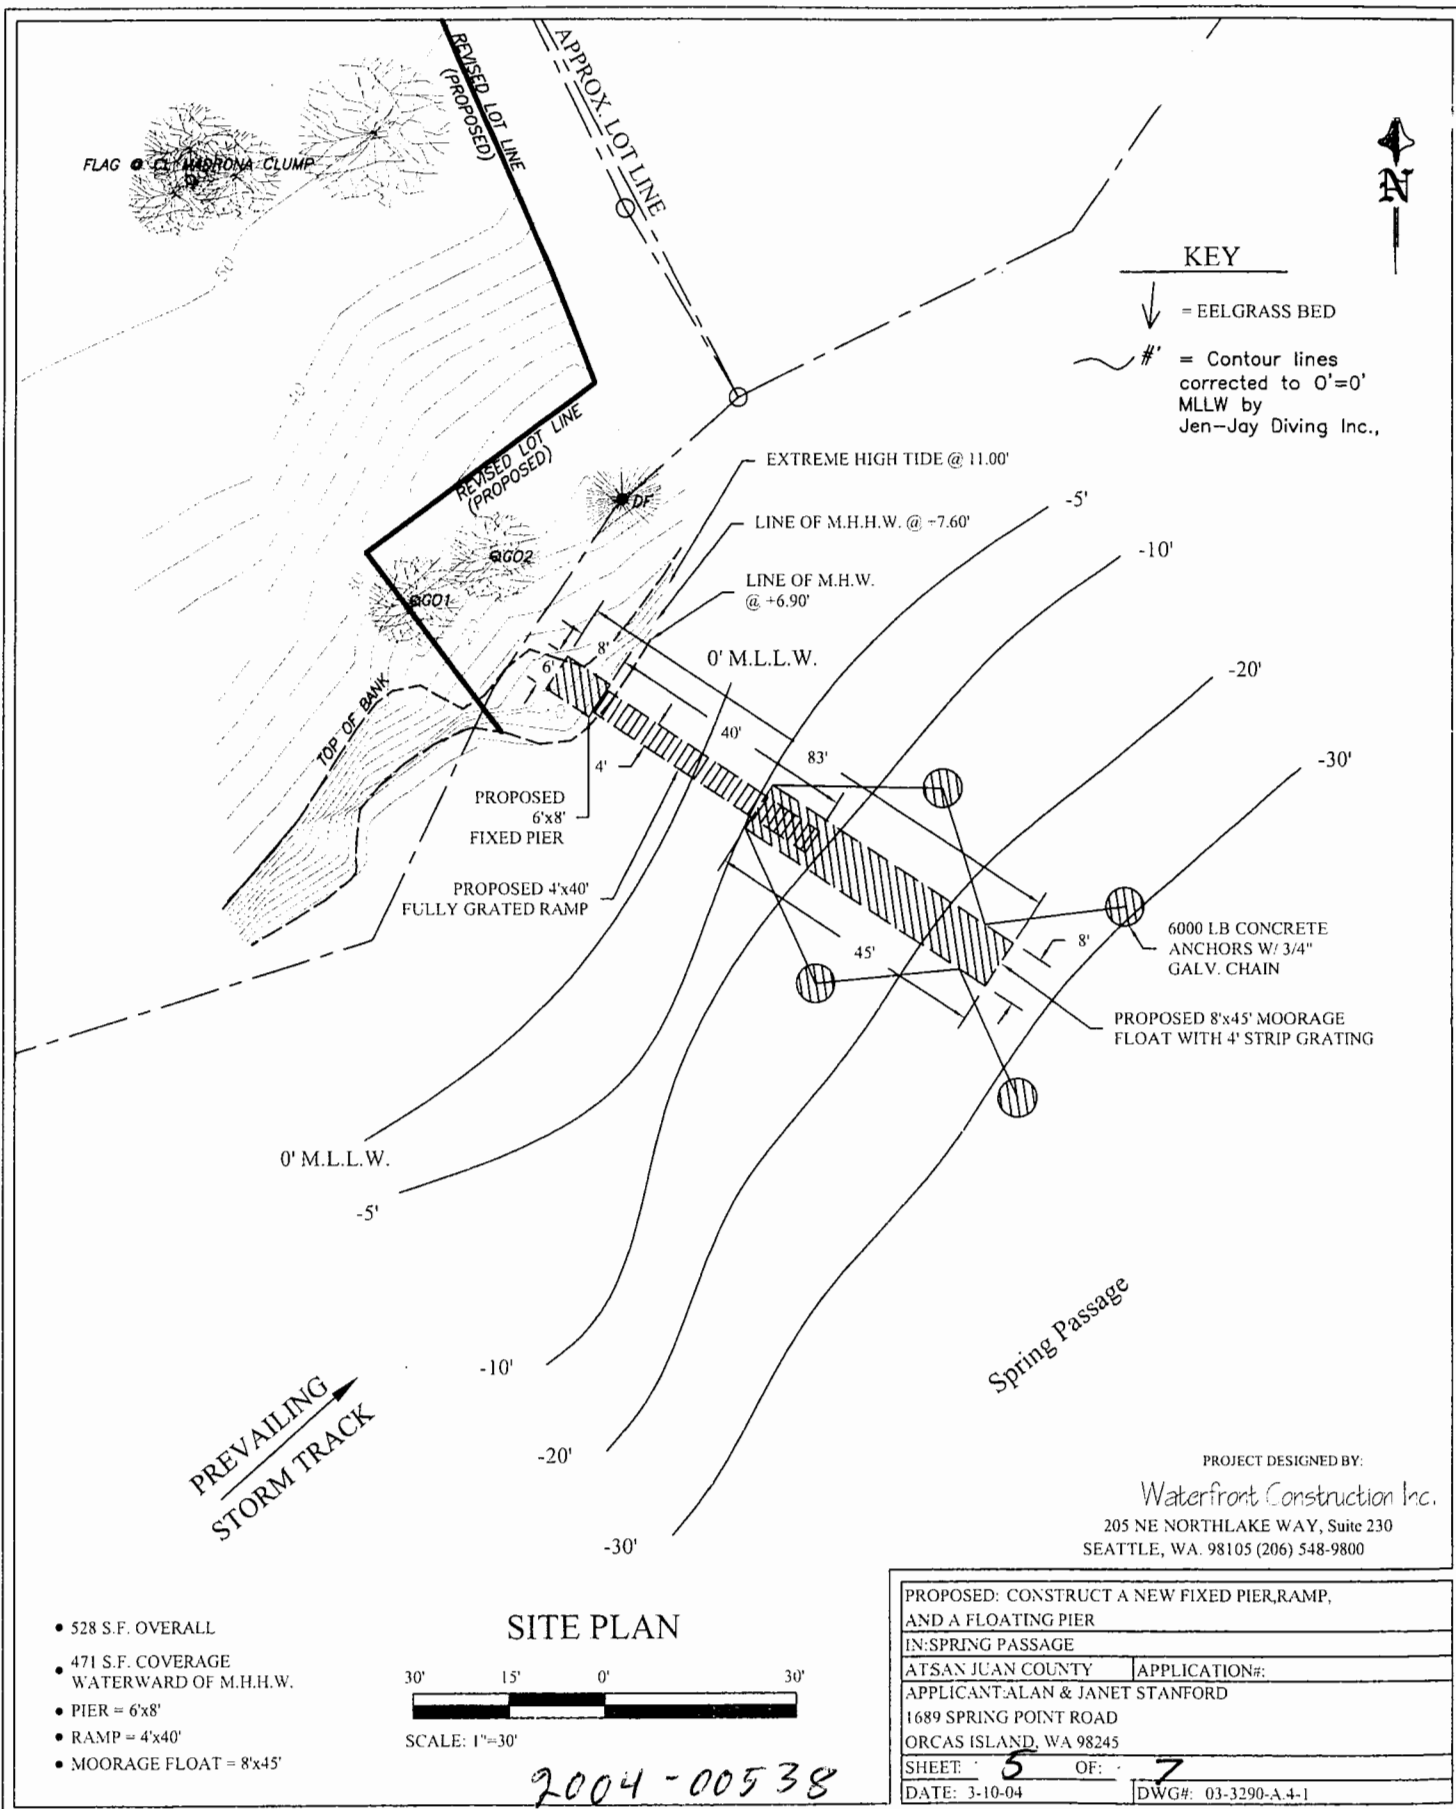 REVISED LOT LINE
(PROPOSED)
APPROX. LOT LINE
FLAG @ CL MADRONA CLUMP
50
40
N
KEY
= EELGRASS BED
#' = Contour lines
corrected to 0'=0'
MLLW by
Jen-Jay Diving Inc.,
REVISED LOT LINE
(PROPOSED)
DF
GO2
GO1
EXTREME HIGH TIDE @ 11.00'
LINE OF M.H.H.W. @ +7.60'
LINE OF M.H.W.
@ +6.90'
0' M.L.L.W.
-5'
-10'
-20'
-30'
TOP OF BANK
6'
8'
40'
83'
4'
45'
8'
PROPOSED
6'x8'
FIXED PIER
PROPOSED 4'x40'
FULLY GRATED RAMP
6000 LB CONCRETE
ANCHORS W/ 3/4"
GALV. CHAIN
PROPOSED 8'x45' MOORAGE
FLOAT WITH 4' STRIP GRATING
0' M.L.L.W.
-5'
-10'
-20'
-30'
Spring Passage
PREVAILING
STORM TRACK
PROJECT DESIGNED BY:
Waterfront Construction Inc.
205 NE NORTHLAKE WAY, Suite 230
SEATTLE, WA. 98105 (206) 548-9800
• 528 S.F. OVERALL
• 471 S.F. COVERAGE
WATERWARD OF M.H.H.W.
• PIER = 6'x8'
• RAMP = 4'x40'
• MOORAGE FLOAT = 8'x45'
SITE PLAN
30' 15' 0' 30'
SCALE: 1"=30'
2004-00538
PROPOSED: CONSTRUCT A NEW FIXED PIER,RAMP,
AND A FLOATING PIER
IN:SPRING PASSAGE
ATSAN JUAN COUNTY APPLICATION#:
APPLICANT:ALAN & JANET STANFORD
1689 SPRING POINT ROAD
ORCAS ISLAND, WA 98245
SHEET: 5 OF: 7
DATE: 3-10-04 DWG#: 03-3290-A.4-1